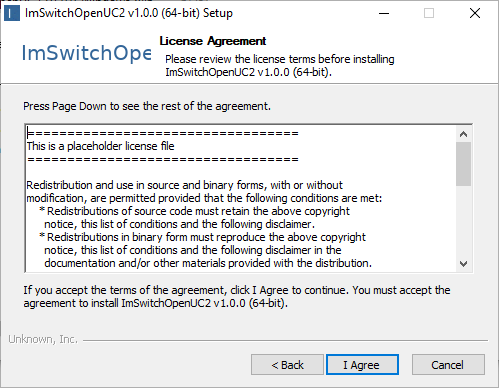 ImSwitchOpenUC2 v1.0.0 (64-bit) Setup
ImSwitchOpe
License Agreement
Please review the license terms before installing
ImSwitchOpenUC2 v1.0.0 (64-bit).
Press Page Down to see the rest of the agreement.
==================================
This is a placeholder license file
==================================
Redistribution and use in source and binary forms, with or without
modification, are permitted provided that the following conditions are met:
* Redistributions of source code must retain the above copyright
notice, this list of conditions and the following disclaimer.
* Redistributions in binary form must reproduce the above copyright
notice, this list of conditions and the following disclaimer in the
documentation and/or other materials provided with the distribution.
If you accept the terms of the agreement, click I Agree to continue. You must accept the
agreement to install ImSwitchOpenUC2 v1.0.0 (64-bit).
Unknown, Inc.
< Back
I Agree
Cancel